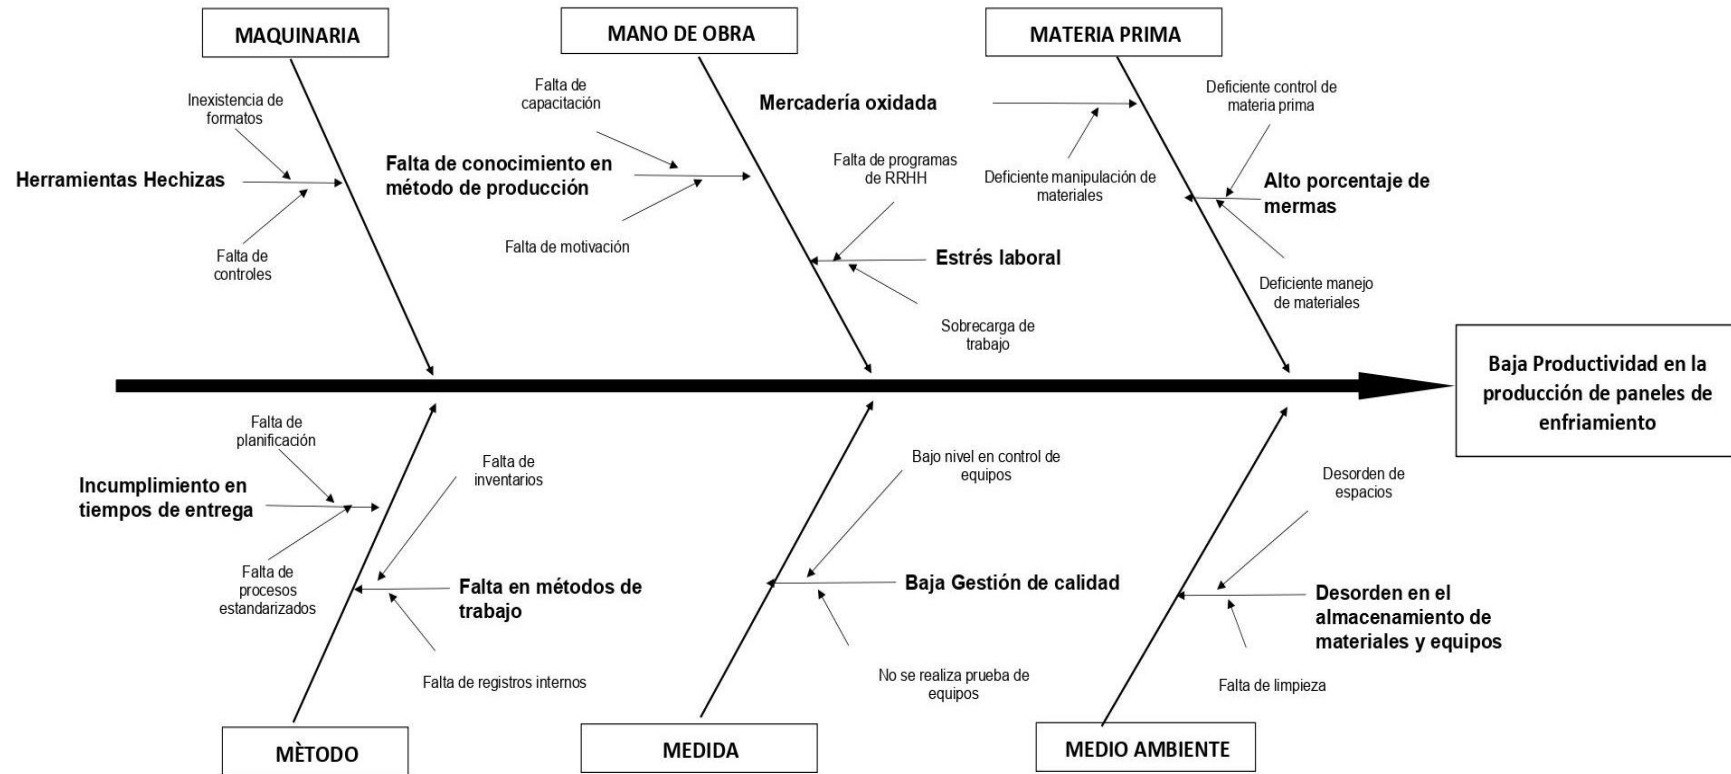 MAQUINARIA
MANO DE OBRA
MATERIA PRIMA
Inexistencia de
formatos
Herramientas Hechizas
Falta de
controles
Falta de
capacitación
Falta de conocimiento en
método de producción
Falta de motivación
Falta de programas
de RRHH
Estrés laboral
Sobrecarga de
trabajo
Mercadería oxidada
Deficiente manipulación de
materiales
Deficiente control de
materia prima
Alto porcentaje de
mermas
Deficiente manejo
de materiales
Baja Productividad en la
producción de paneles de
enfriamiento
Falta de
planificación
Incumplimiento en
tiempos de entrega
Falta de
procesos
estandarizados
Falta de
inventarios
Falta en métodos de
trabajo
Falta de registros internos
Bajo nivel en control de
equipos
Baja Gestión de calidad
No se realiza prueba de
equipos
Desorden de
espacios
Desorden en el
almacenamiento de
materiales y equipos
Falta de limpieza
MÈTODO
MEDIDA
MEDIO AMBIENTE